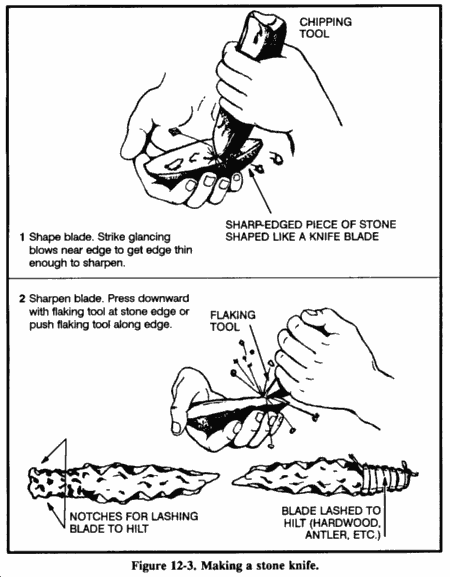 CHIPPING
TOOL
SHARP-EDGED PIECE OF STONE
SHAPED LIKE A KNIFE BLADE
1 Shape blade. Strike glancing
blows near edge to get edge thin
enough to sharpen.
2 Sharpen blade. Press downward
with flaking tool at stone edge or
push flaking tool along edge.
FLAKING
TOOL
NOTCHES FOR LASHING
BLADE TO HILT
BLADE LASHED TO
HILT (HARDWOOD,
ANTLER, ETC.)
Figure 12-3. Making a stone knife.